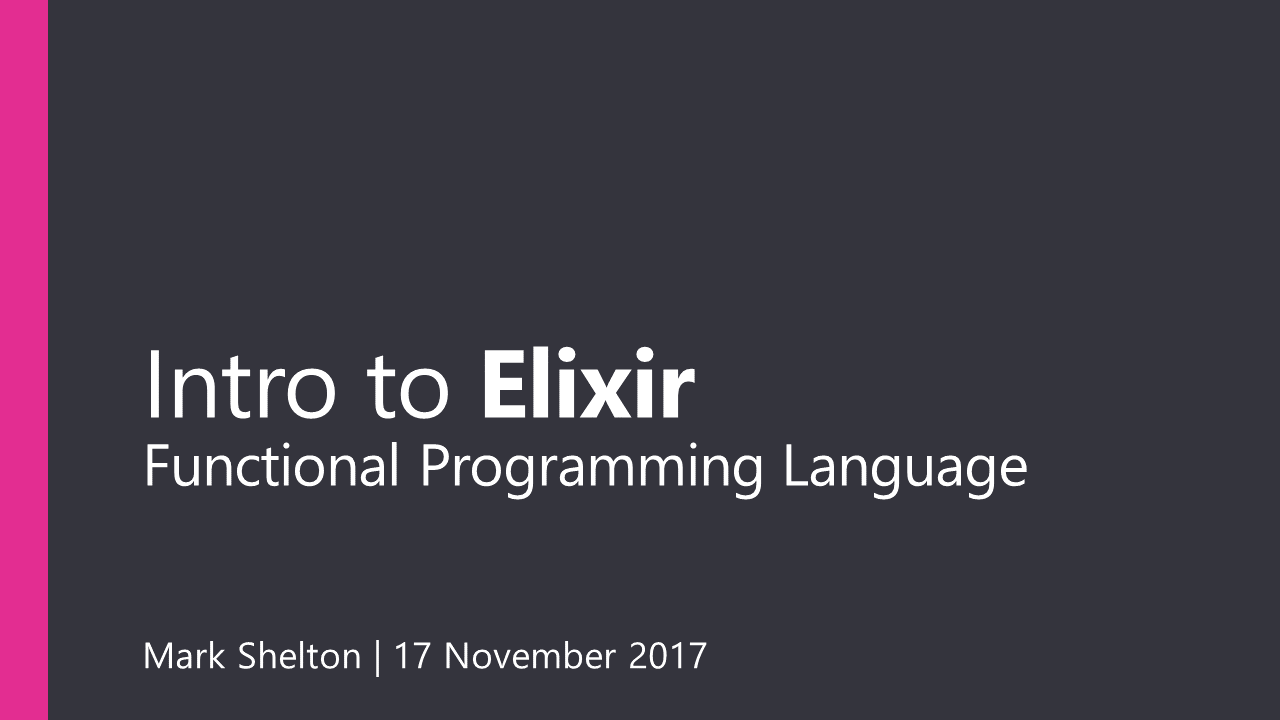 Intro to Elixir
Functional Programming Language
Mark Shelton | 17 November 2017